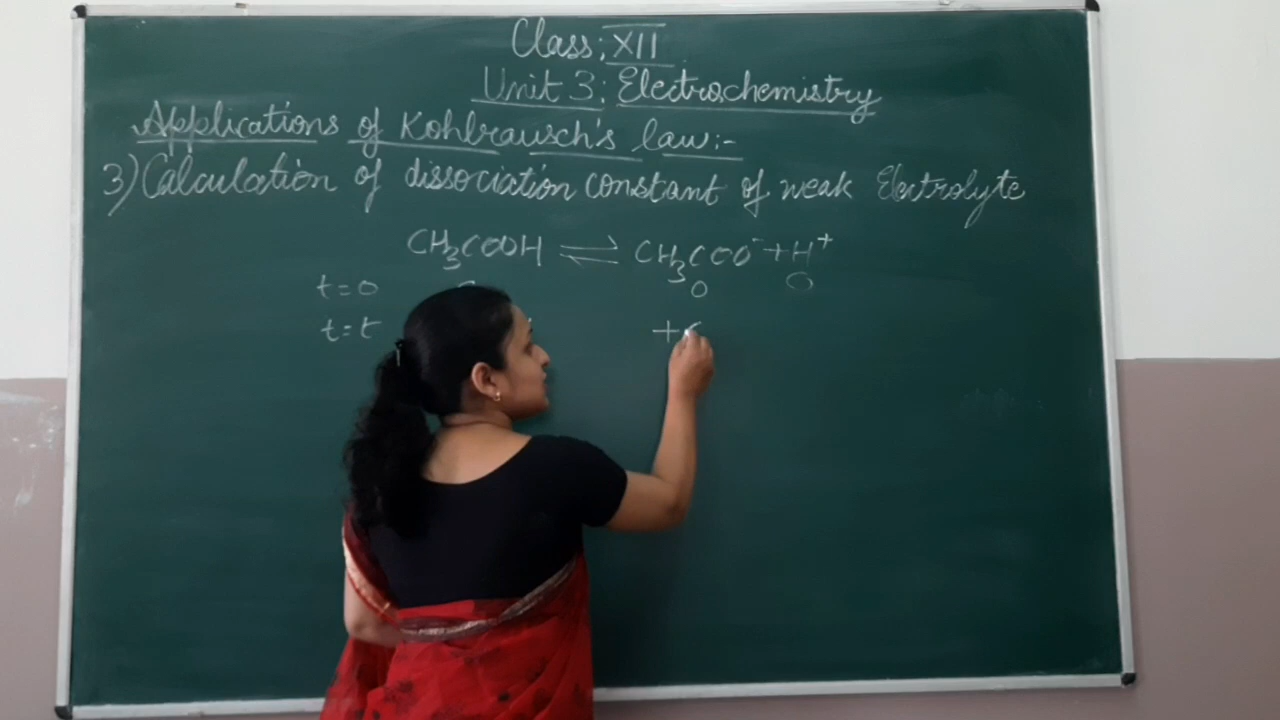 Class: XII
Unit 3: Electrochemistry
Applications of Kohlrausch's law:-
3) Calculation of dissociation constant of weak Electrolyte
CH₃COOH ⇌ CH₃COO⁻ + H⁺
t=0 0 0
t=t +